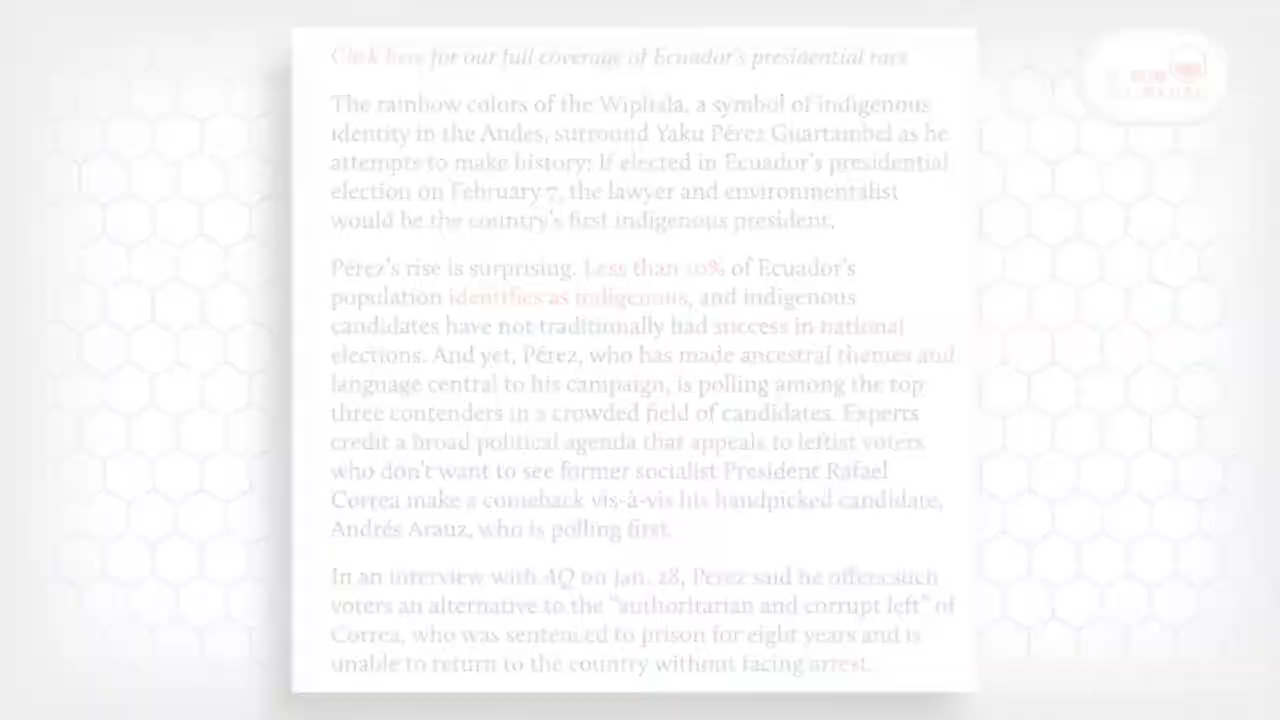 Click here for our full coverage of Ecuador's presidential race
The rainbow colors of the Wiphala, a symbol of indigenous
identity in the Andes, surround Yaku Pérez Guartambel as he
attempts to make history: If elected in Ecuador's presidential
election on February 7, the lawyer and environmentalist
would be the country's first indigenous president.
Pérez's rise is surprising. Less than 10% of Ecuador's
population identifies as indigenous, and indigenous
candidates have not traditionally had success in national
elections. And yet, Pérez, who has made ancestral themes and
language central to his campaign, is polling among the top
three contenders in a crowded field of candidates. Experts
credit a broad political agenda that appeals to leftist voters
who don't want to see former socialist President Rafael
Correa make a comeback vis-à-vis his handpicked candidate,
Andrés Arauz, who is polling first.
In an interview with AQ on Jan. 28, Pérez said he offers such
voters an alternative to the "authoritarian and corrupt left" of
Correa, who was sentenced to prison for eight years and is
unable to return to the country without facing arrest.